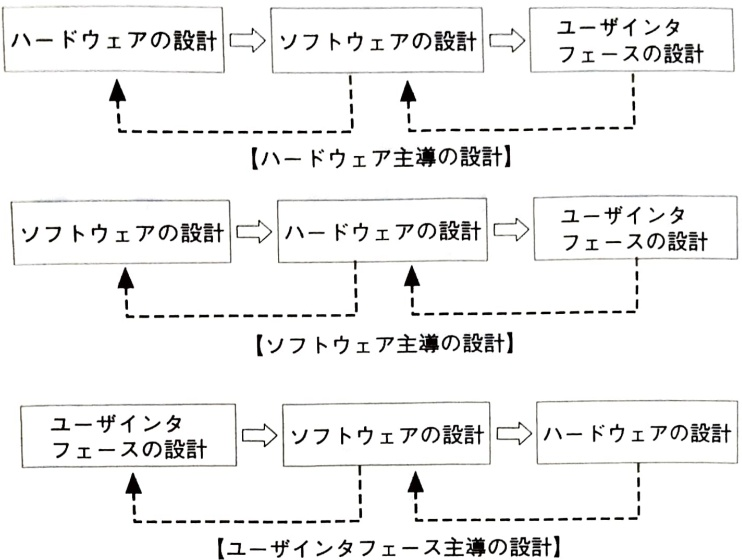 ハードウェアの設計
ソフトウェアの設計
ユーザインタ
フェースの設計
【ハードウェア主導の設計】
ソフトウェアの設計
ハードウェアの設計
ユーザインタ
フェースの設計
【ソフトウェア主導の設計】
ユーザインタ
フェースの設計
ソフトウェアの設計
ハードウェアの設計
【ユーザインタフェース主導の設計】